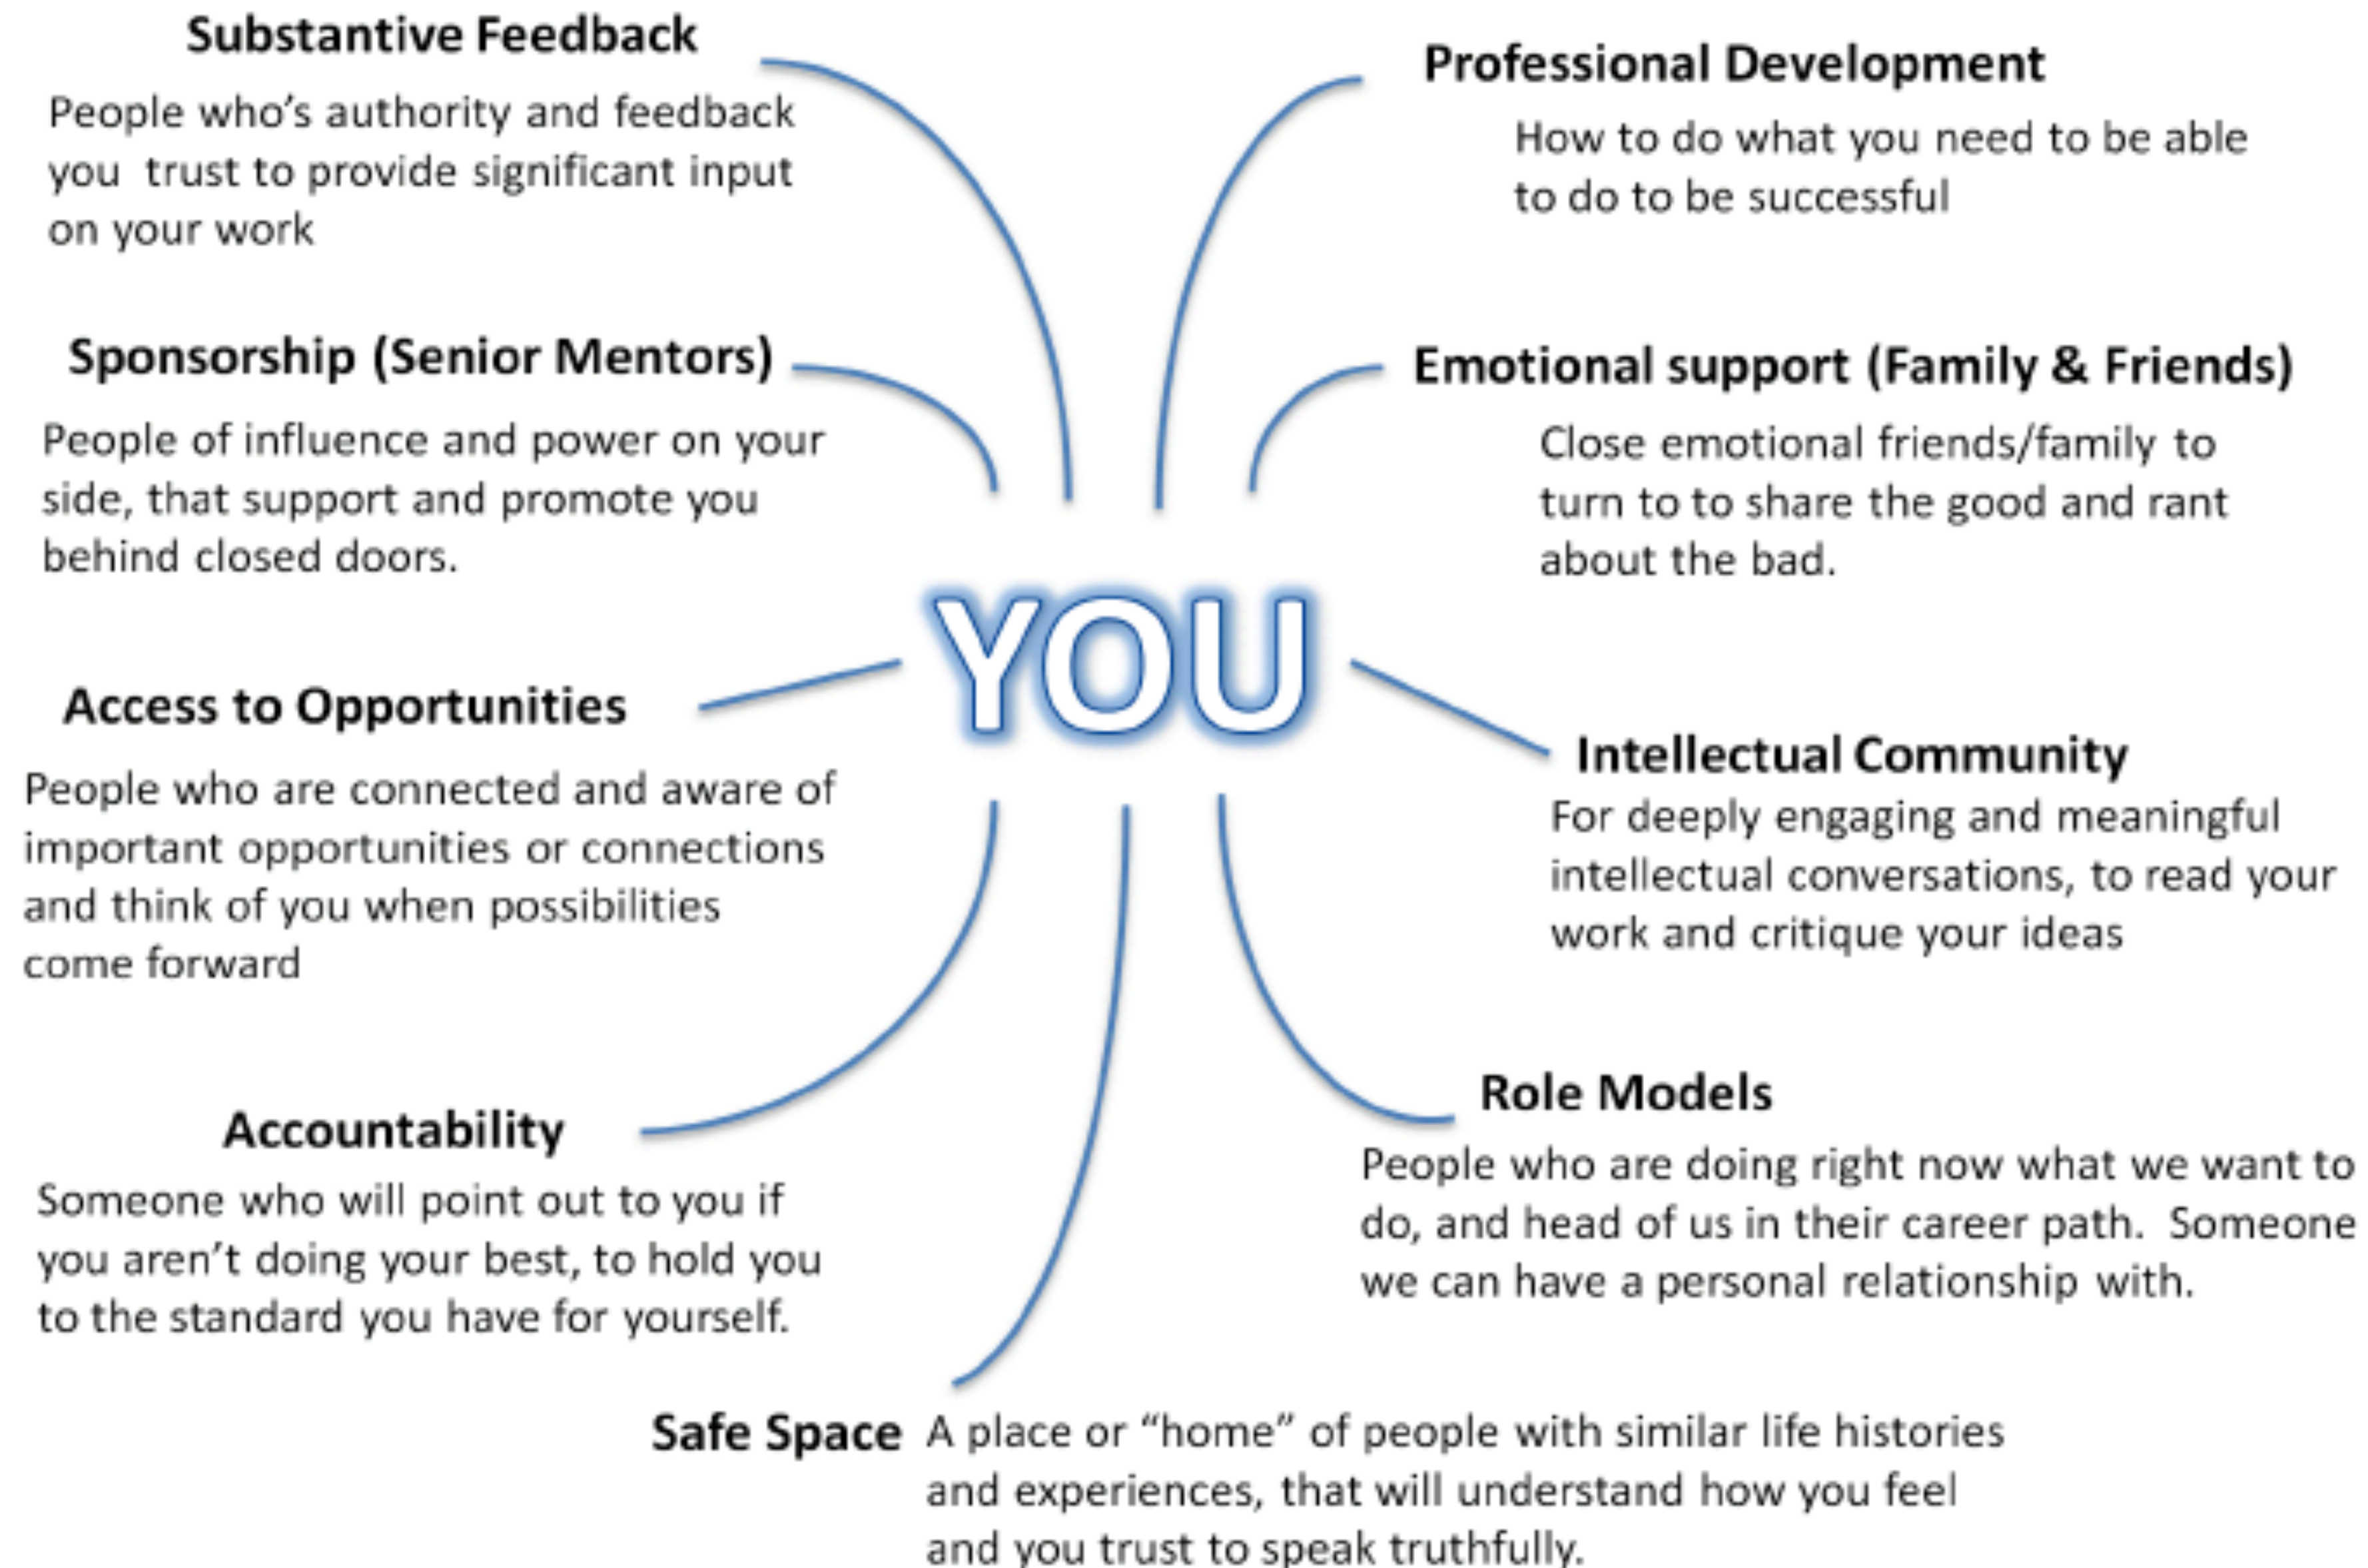 Substantive Feedback
People who’s authority and feedback
you  trust to provide significant input
on your work
Sponsorship (Senior Mentors)
People of influence and power on your
side, that support and promote you
behind closed doors.
Access to Opportunities
People who are connected and aware of
important opportunities or connections
and think of you when possibilities
come forward
Accountability
Someone who will point out to you if
you aren’t doing your best, to hold you
to the standard you have for yourself.
YOU
Professional Development
How to do what you need to be able
to do to be successful
Emotional support (Family & Friends)
Close emotional friends/family to
turn to to share the good and rant
about the bad.
Intellectual Community
For deeply engaging and meaningful
intellectual conversations, to read your
work and critique your ideas
Role Models
People who are doing right now what we want to
do, and head of us in their career path.  Someone
we can have a personal relationship with.
Safe Space A place or “home” of people with similar life histories
and experiences, that will understand how you feel
and you trust to speak truthfully.